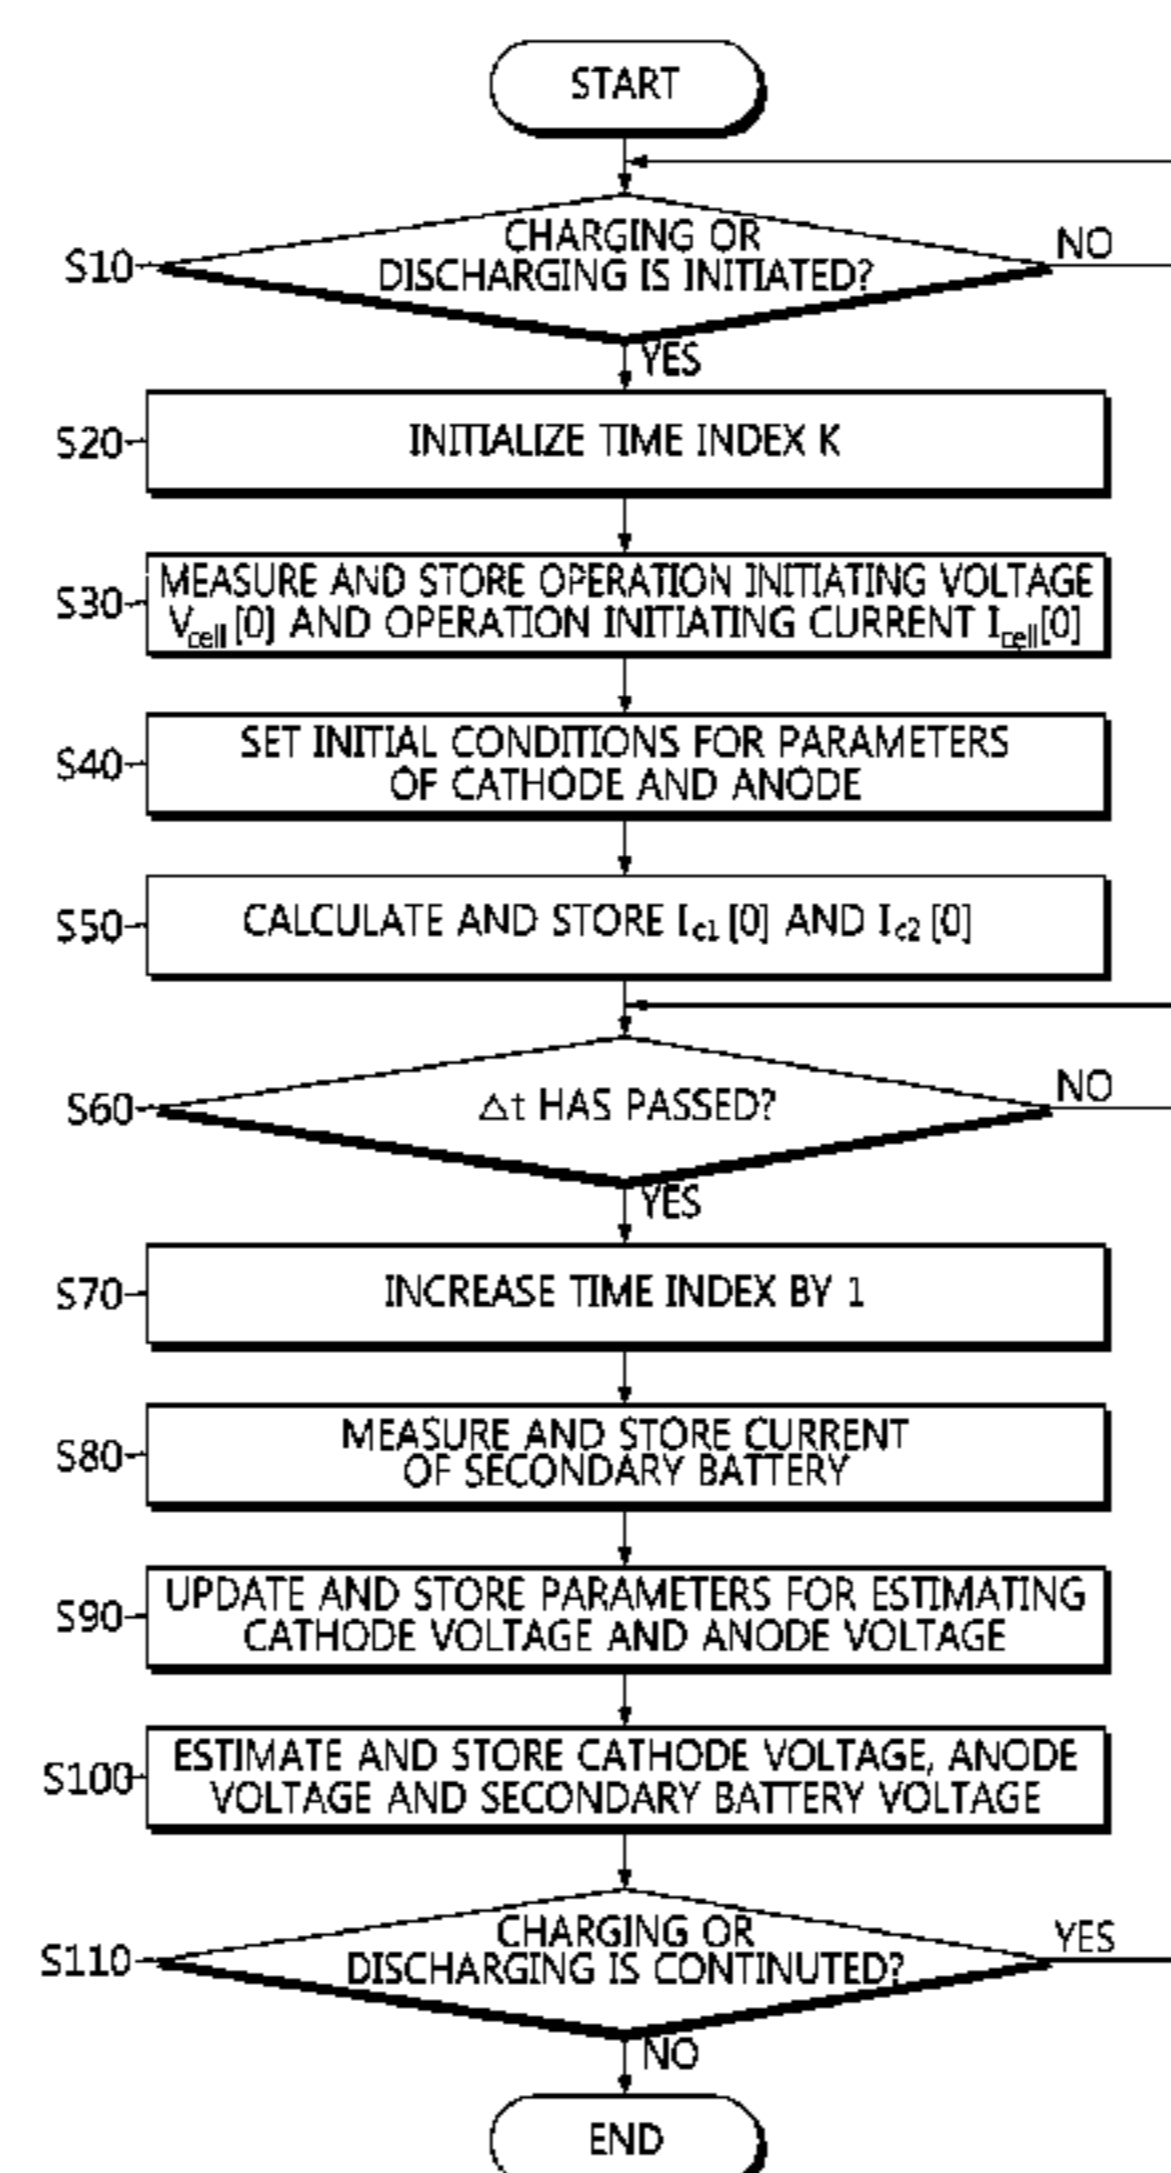 START
CHARGING OR
DISCHARGING IS INITIATED?
S10
NO
YES
S20
INITIALIZE TIME INDEX K
S30
MEASURE AND STORE OPERATION INITIATING VOLTAGE
Vcell [0] AND OPERATION INITIATING CURRENT Icell[0]
S40
SET INITIAL CONDITIONS FOR PARAMETERS
OF CATHODE AND ANODE
S50
CALCULATE AND STORE Ic1 [0] AND Ic2 [0]
S60
Δt HAS PASSED?
NO
YES
S70
INCREASE TIME INDEX BY 1
S80
MEASURE AND STORE CURRENT
OF SECONDARY BATTERY
S90
UPDATE AND STORE PARAMETERS FOR ESTIMATING
CATHODE VOLTAGE AND ANODE VOLTAGE
S100
ESTIMATE AND STORE CATHODE VOLTAGE, ANODE
VOLTAGE AND SECONDARY BATTERY VOLTAGE
S110
CHARGING OR
DISCHARGING IS CONTINUTED?
YES
NO
END